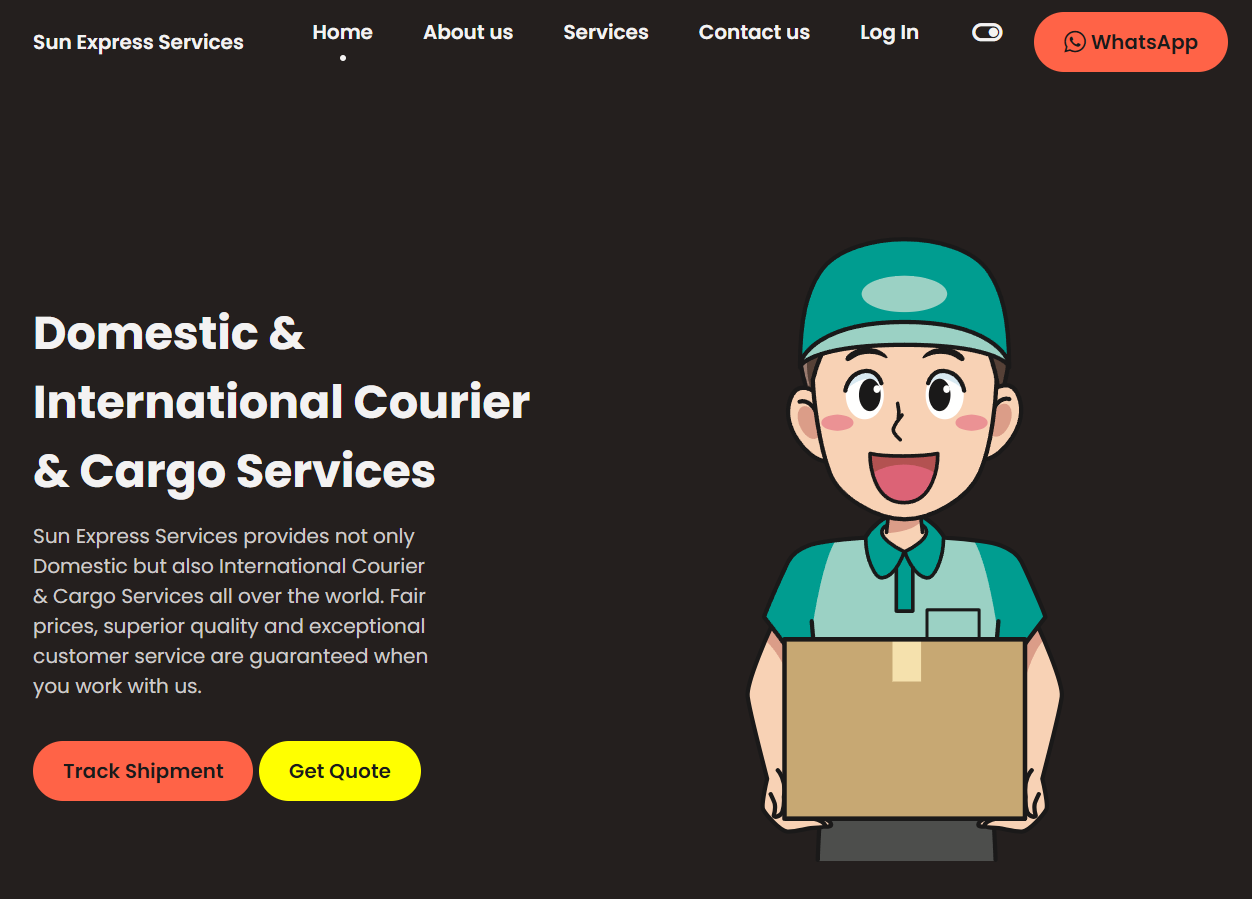 Sun Express Services
Home
About us
Services
Contact us
Log In
WhatsApp
Domestic &
International Courier
& Cargo Services
Sun Express Services provides not only
Domestic but also International Courier
& Cargo Services all over the world. Fair
prices, superior quality and exceptional
customer service are guaranteed when
you work with us.
Track Shipment
Get Quote